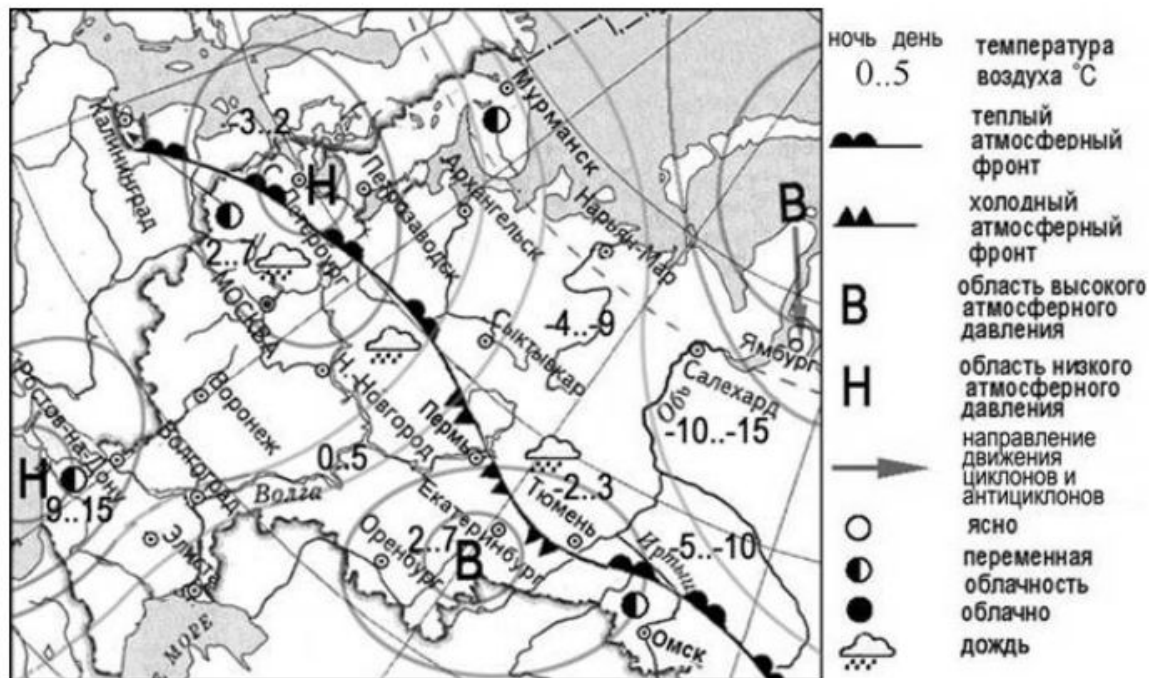 Мурманск
Калининград
-3..2
Н
С.-Петербург
Петрозаводск
Архангельск
Нарьян-Мар
В
2..7
МОСКВА
-4..-9
Сыктывкар
Ямбург
Салехард
Обь
Н. Новгород
Пермь
-10..-15
Ростов-на-Дону
Воронеж
Волгоград
0..5
Волга
Н
9..15
-2..3
Екатеринбург
Тюмень
Иртыш
-5..-10
2..7
В
Оренбург
Элиста
Омск
МОРЕ
ночь день
0..5
температура
воздуха °С
теплый
атмосферный
фронт
холодный
атмосферный
фронт
В
область высокого
атмосферного
давления
Н
область низкого
атмосферного
давления
направление
движения
циклонов и
антициклонов
ясно
переменная
облачность
облачно
дождь